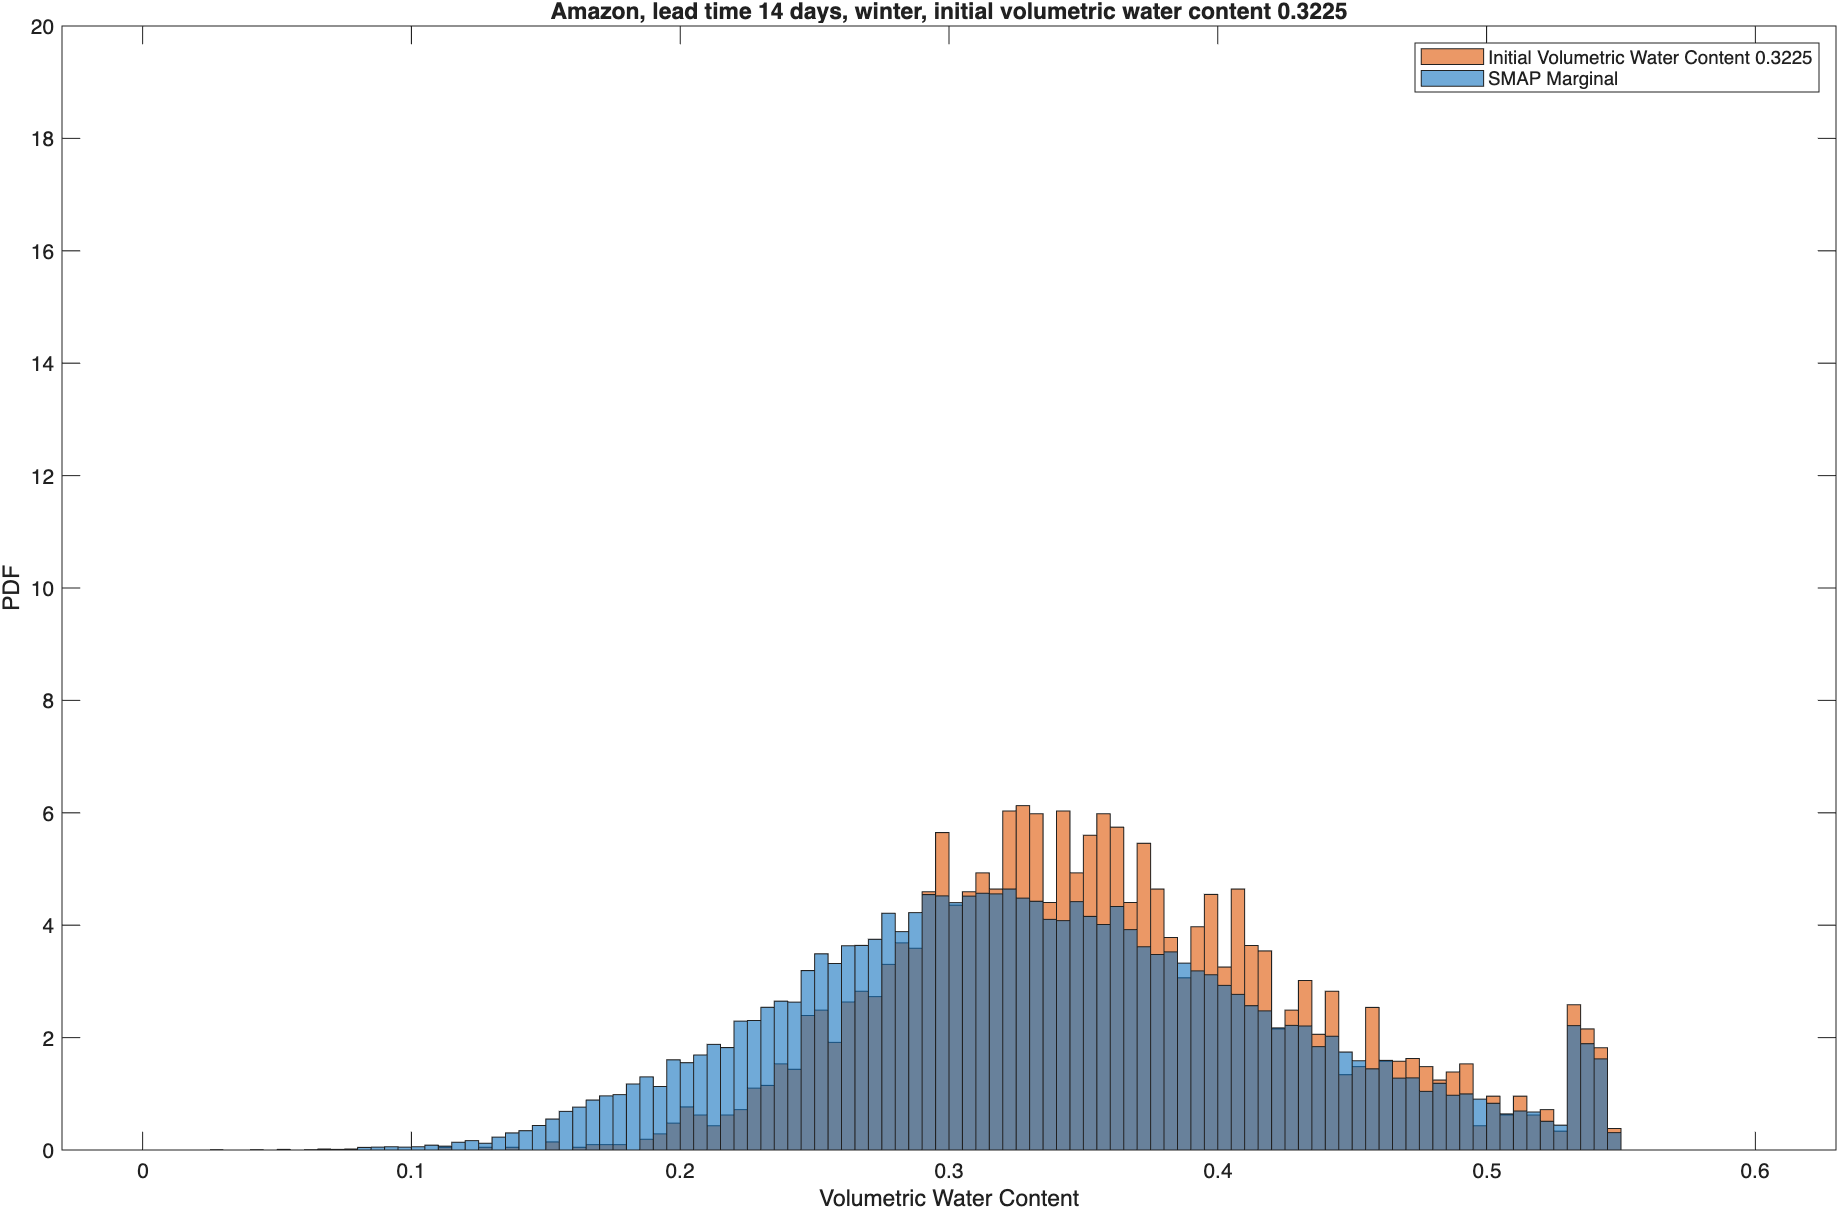 Amazon, lead time 14 days, winter, initial volumetric water content 0.3225
20
18
16
14
12
10
8
6
4
2
0
PDF
Initial Volumetric Water Content 0.3225
SMAP Marginal
0 0.1 0.2 0.3 0.4 0.5 0.6
Volumetric Water Content